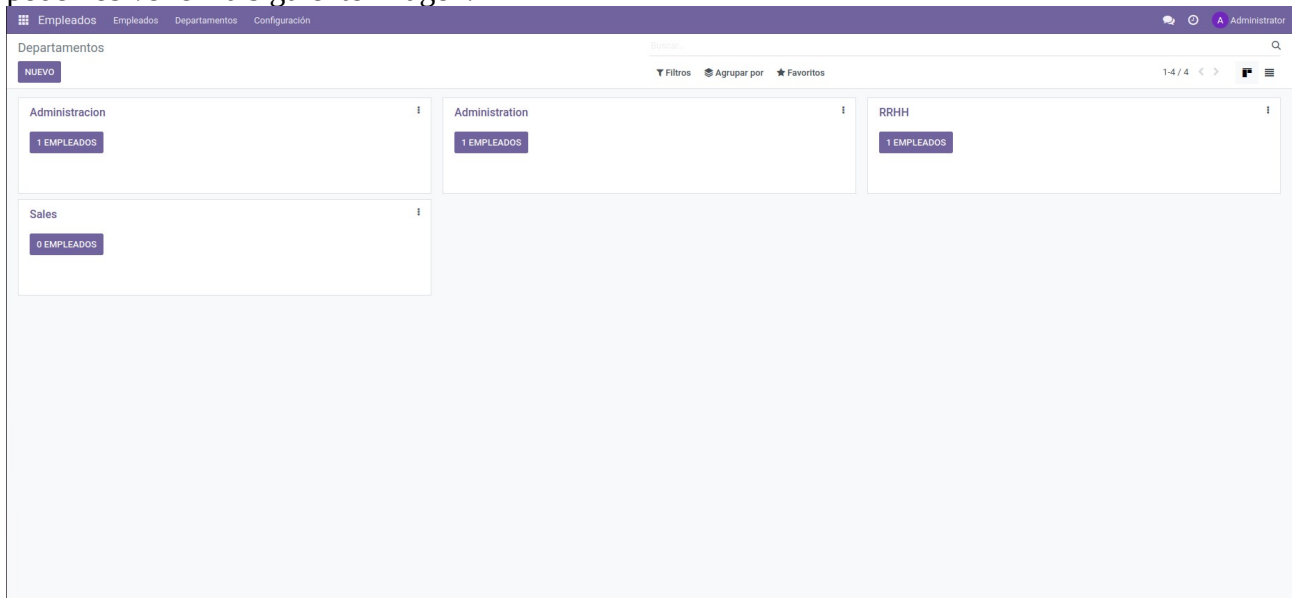 Empleados Empleados Departamentos Configuración A Administrator
Departamentos
NUEVO Filtros Agrupar por Favoritos 1-4 / 4
Administracion Administration RRHH
1 EMPLEADOS 1 EMPLEADOS 1 EMPLEADOS
Sales
0 EMPLEADOS